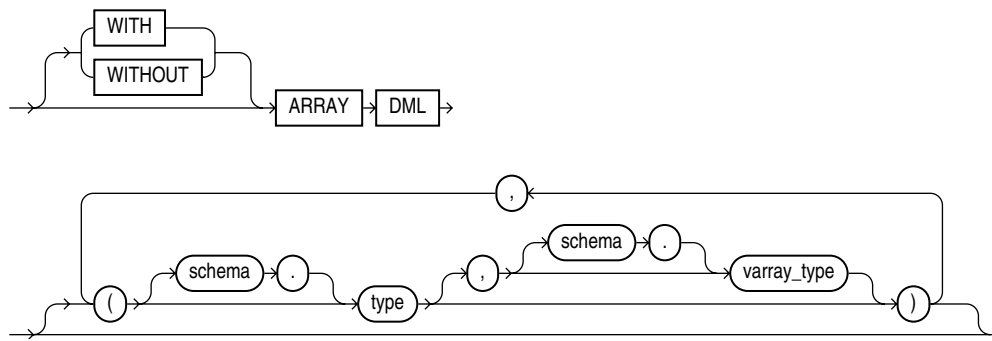 WITH
WITHOUT
ARRAY DML
,
schema .
schema .
( type , varray_type )